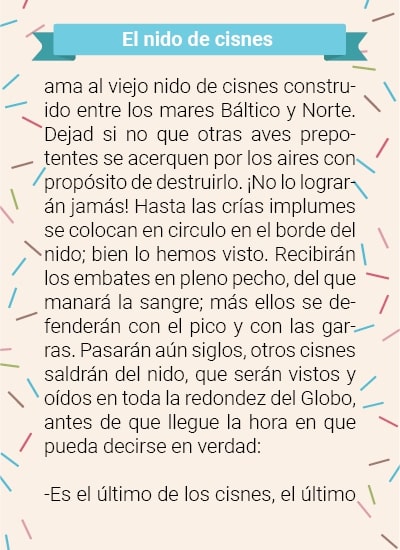 El nido de cisnes
ama al viejo nido de cisnes constru-
ido entre los mares Báltico y Norte.
Dejad si no que otras aves prepo-
tentes se acerquen por los aires con
propósito de destruirlo. ¡No lo lograr-
án jamás! Hasta las crías implumes
se colocan en circulo en el borde del
nido; bien lo hemos visto. Recibirán
los embates en pleno pecho, del que
manará la sangre; más ellos se de-
fenderán con el pico y con las gar-
ras. Pasarán aún siglos, otros cisnes
saldrán del nido, que serán vistos y
oídos en toda la redondez del Globo,
antes de que llegue la hora en que
pueda decirse en verdad:
-Es el último de los cisnes, el último